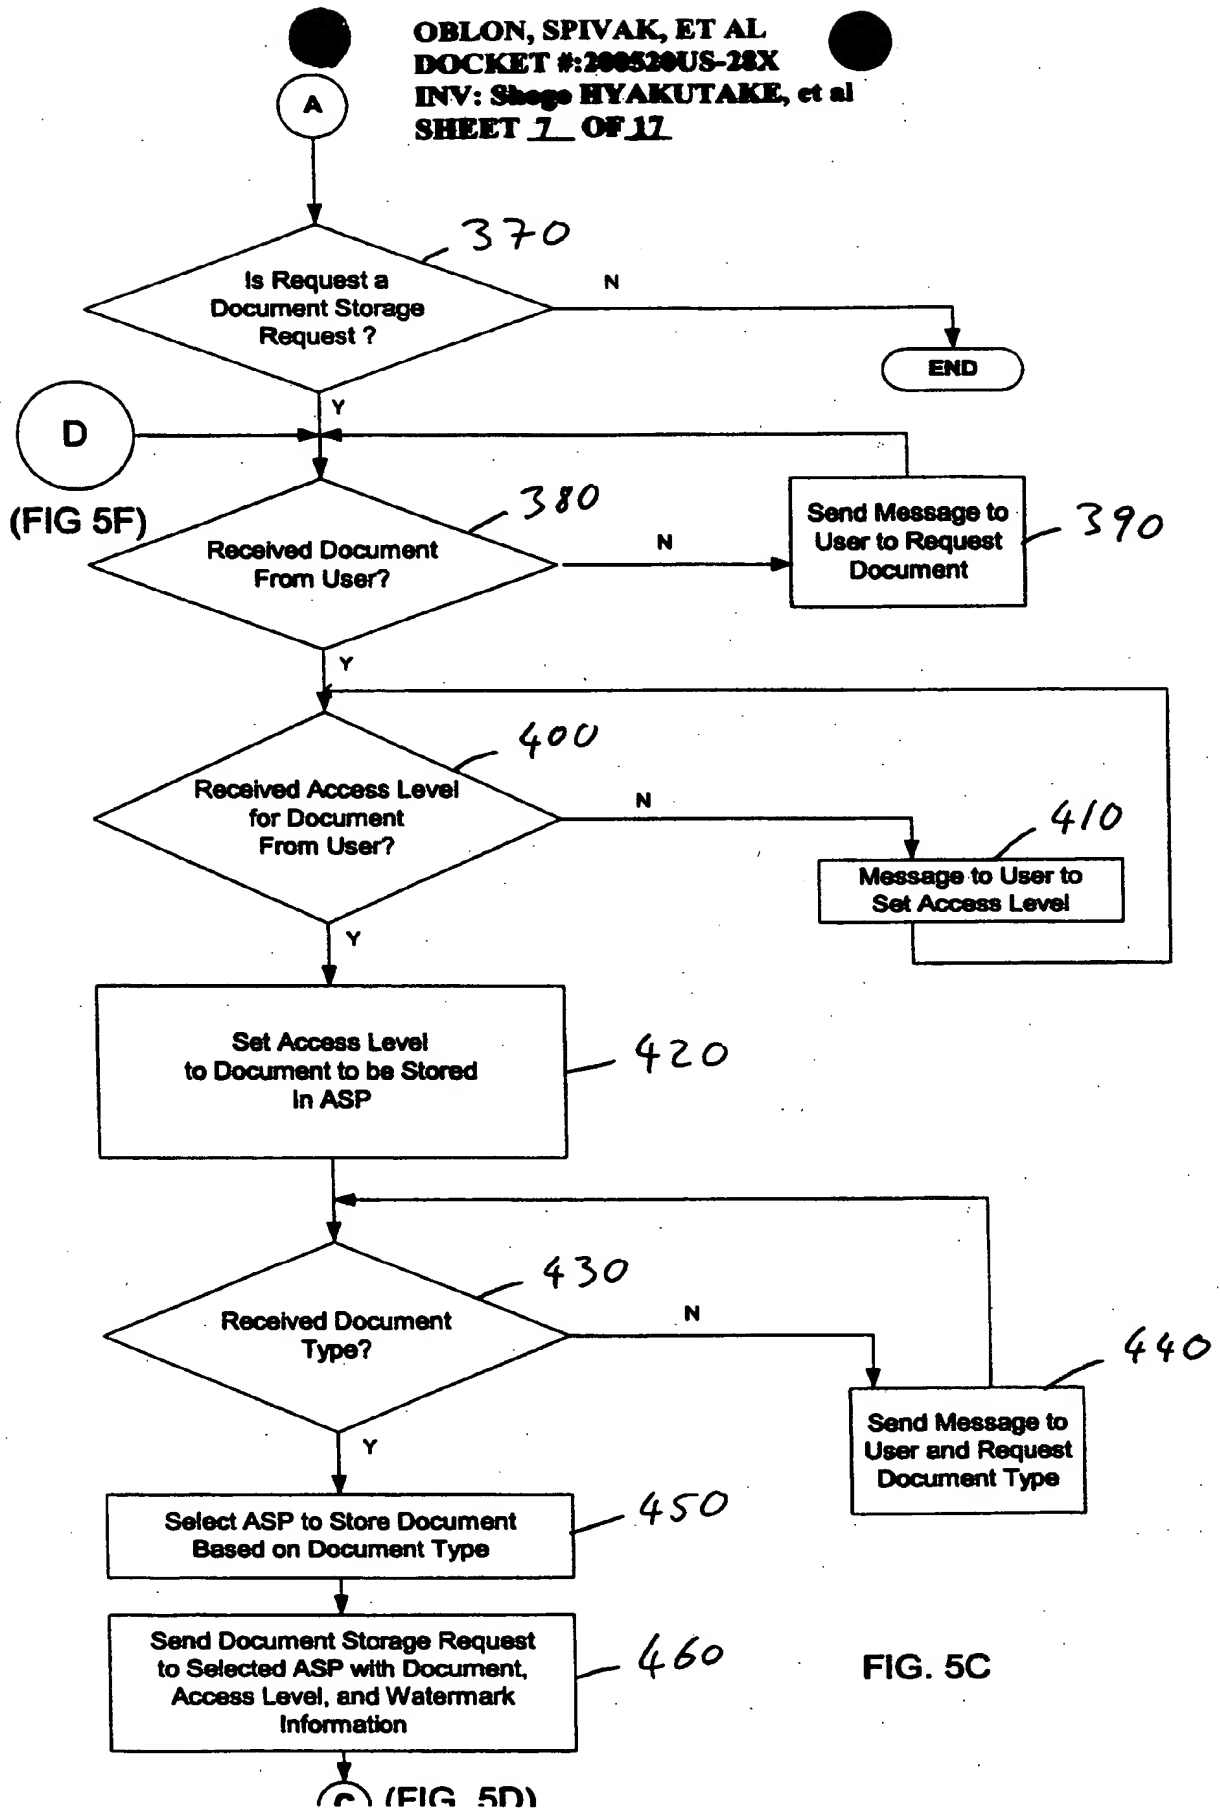 OBLON, SPIVAK, ET AL
DOCKET #:200520US-28X
INV: Shogo HYAKUTAKE, et al
SHEET 7 OF 17
A
370
Is Request a
Document Storage
Request ?
N
END
Y
D
(FIG 5F)
380
Received Document
From User?
N
Send Message to
User to Request
Document
390
Y
400
Received Access Level
for Document
From User?
N
410
Message to User to
Set Access Level
Y
Set Access Level
to Document to be Stored
in ASP
420
430
Received Document
Type?
N
440
Send Message to
User and Request
Document Type
Y
Select ASP to Store Document
Based on Document Type
450
Send Document Storage Request
to Selected ASP with Document,
Access Level, and Watermark
Information
460
FIG. 5C
C (FIG. 5D)